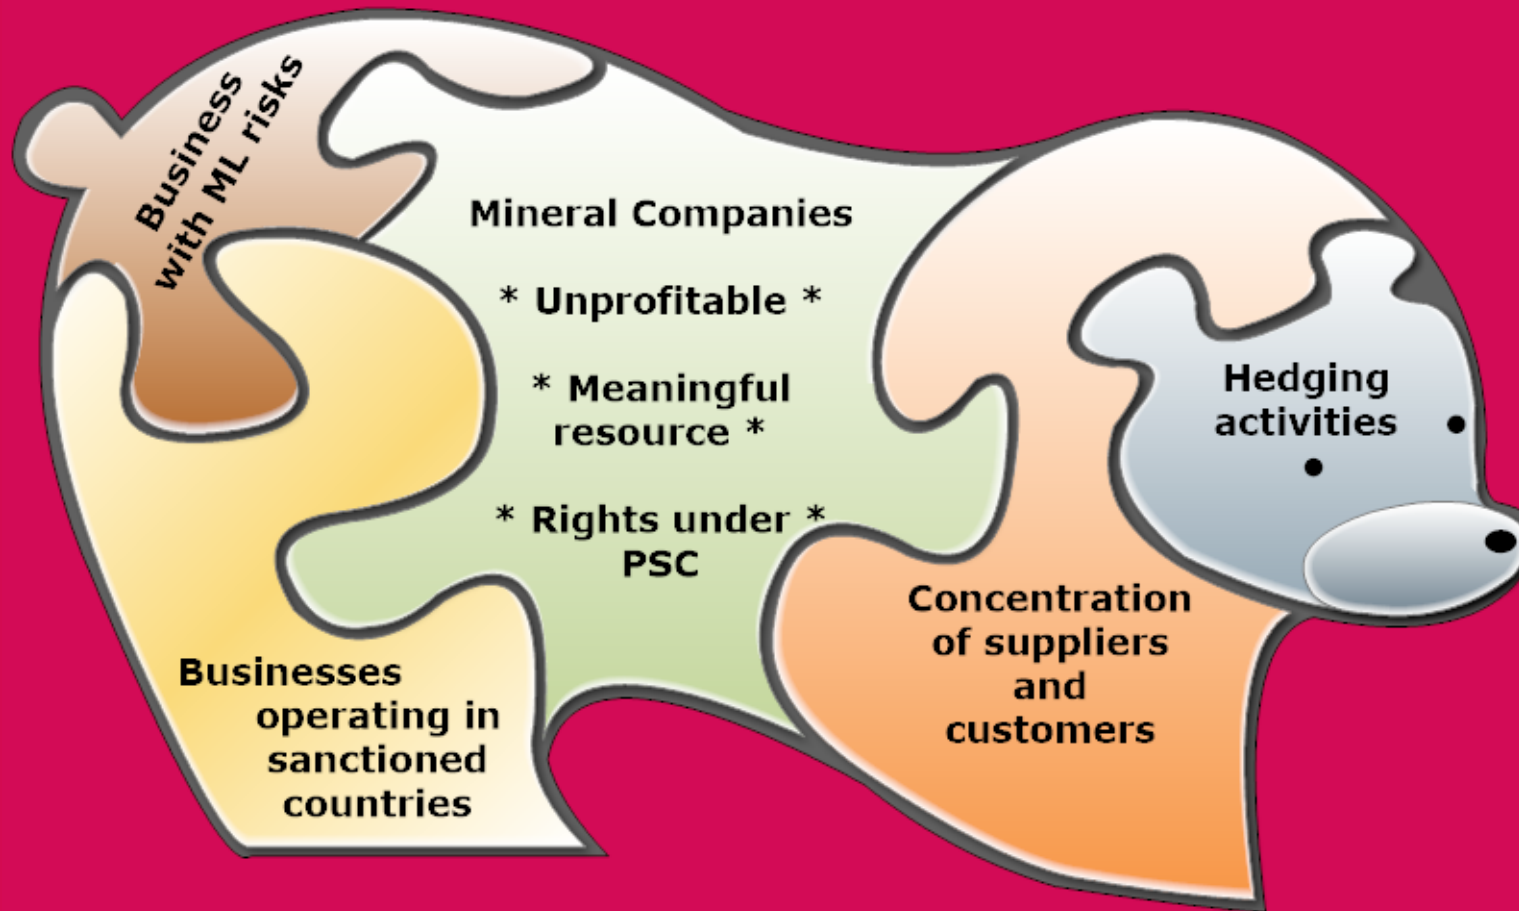 Business
with ML risks
Mineral Companies
* Unprofitable *
* Meaningful
resource *
* Rights under *
PSC
Hedging
activities
Concentration
of suppliers
and
customers
Businesses
operating in
sanctioned
countries